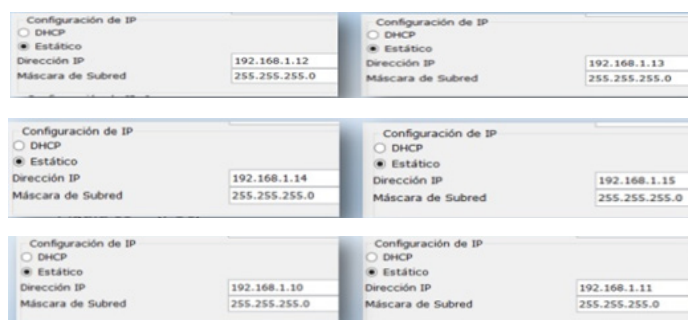 Configuración de IP
DHCP
Estático
Dirección IP 192.168.1.12
Máscara de Subred 255.255.255.0
Configuración de IP
DHCP
Estático
Dirección IP 192.168.1.13
Máscara de Subred 255.255.255.0
Configuración de IP
DHCP
Estático
Dirección IP 192.168.1.14
Máscara de Subred 255.255.255.0
Configuración de IP
DHCP
Estático
Dirección IP 192.168.1.15
Máscara de Subred 255.255.255.0
Configuración de IP
DHCP
Estático
Dirección IP 192.168.1.10
Máscara de Subred 255.255.255.0
Configuración de IP
DHCP
Estático
Dirección IP 192.168.1.11
Máscara de Subred 255.255.255.0